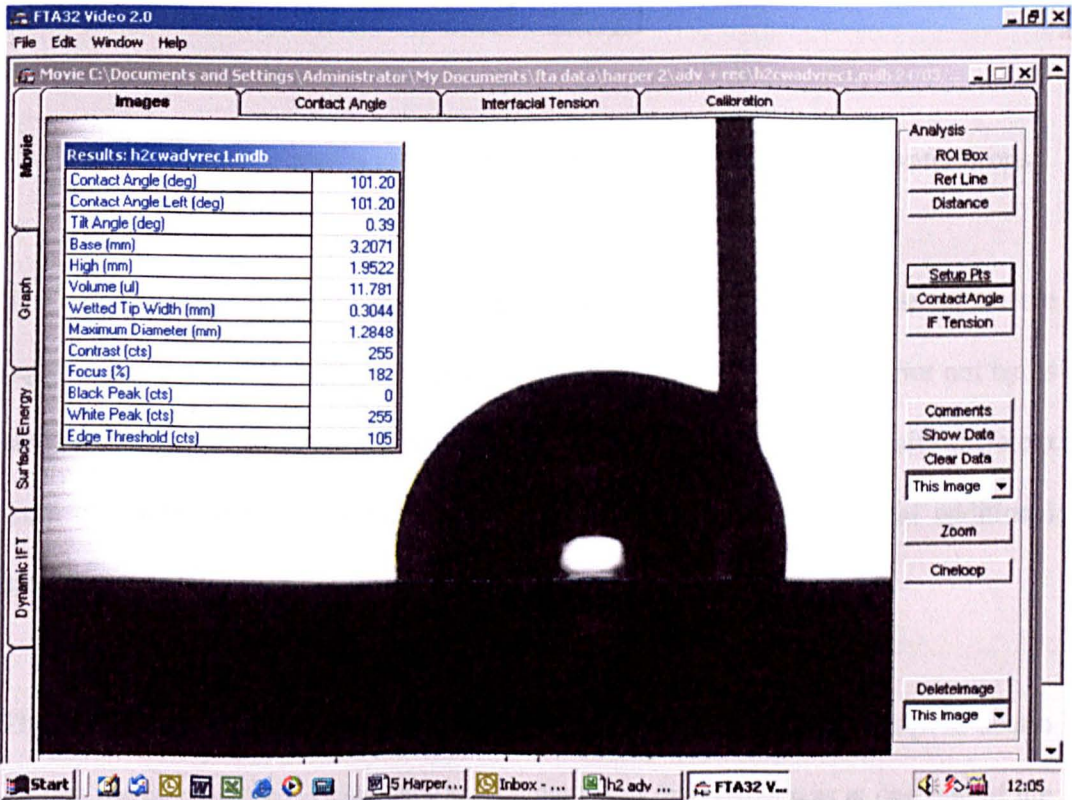 FTA32 Video 2.0
File Edit Window Help
Movie C:\Documents and Settings\Administrator\My Documents\fta data\harper 2\adv + rec\h2cwadvrec1.mdb
Images Contact Angle Interfacial Tension Calibration
Movie
Graph
Surface Energy
Dynamic IFT
Results: h2cwadvrec1.mdb
Contact Angle (deg) 101.20
Contact Angle Left (deg) 101.20
Tilt Angle (deg) 0.39
Base (mm) 3.2071
High (mm) 1.9522
Volume (ul) 11.781
Wetted Tip Width (mm) 0.3044
Maximum Diameter (mm) 1.2848
Contrast (cts) 255
Focus (%) 182
Black Peak (cts) 0
White Peak (cts) 255
Edge Threshold (cts) 105
Analysis
ROI Box
Ref Line
Distance
Setup Pts
ContactAngle
IF Tension
Comments
Show Data
Clear Data
This Image
Zoom
Cineloop
DeleteImage
This Image
Start 5 Harper... Inbox - ... h2 adv ... FTA32 V... 12:05